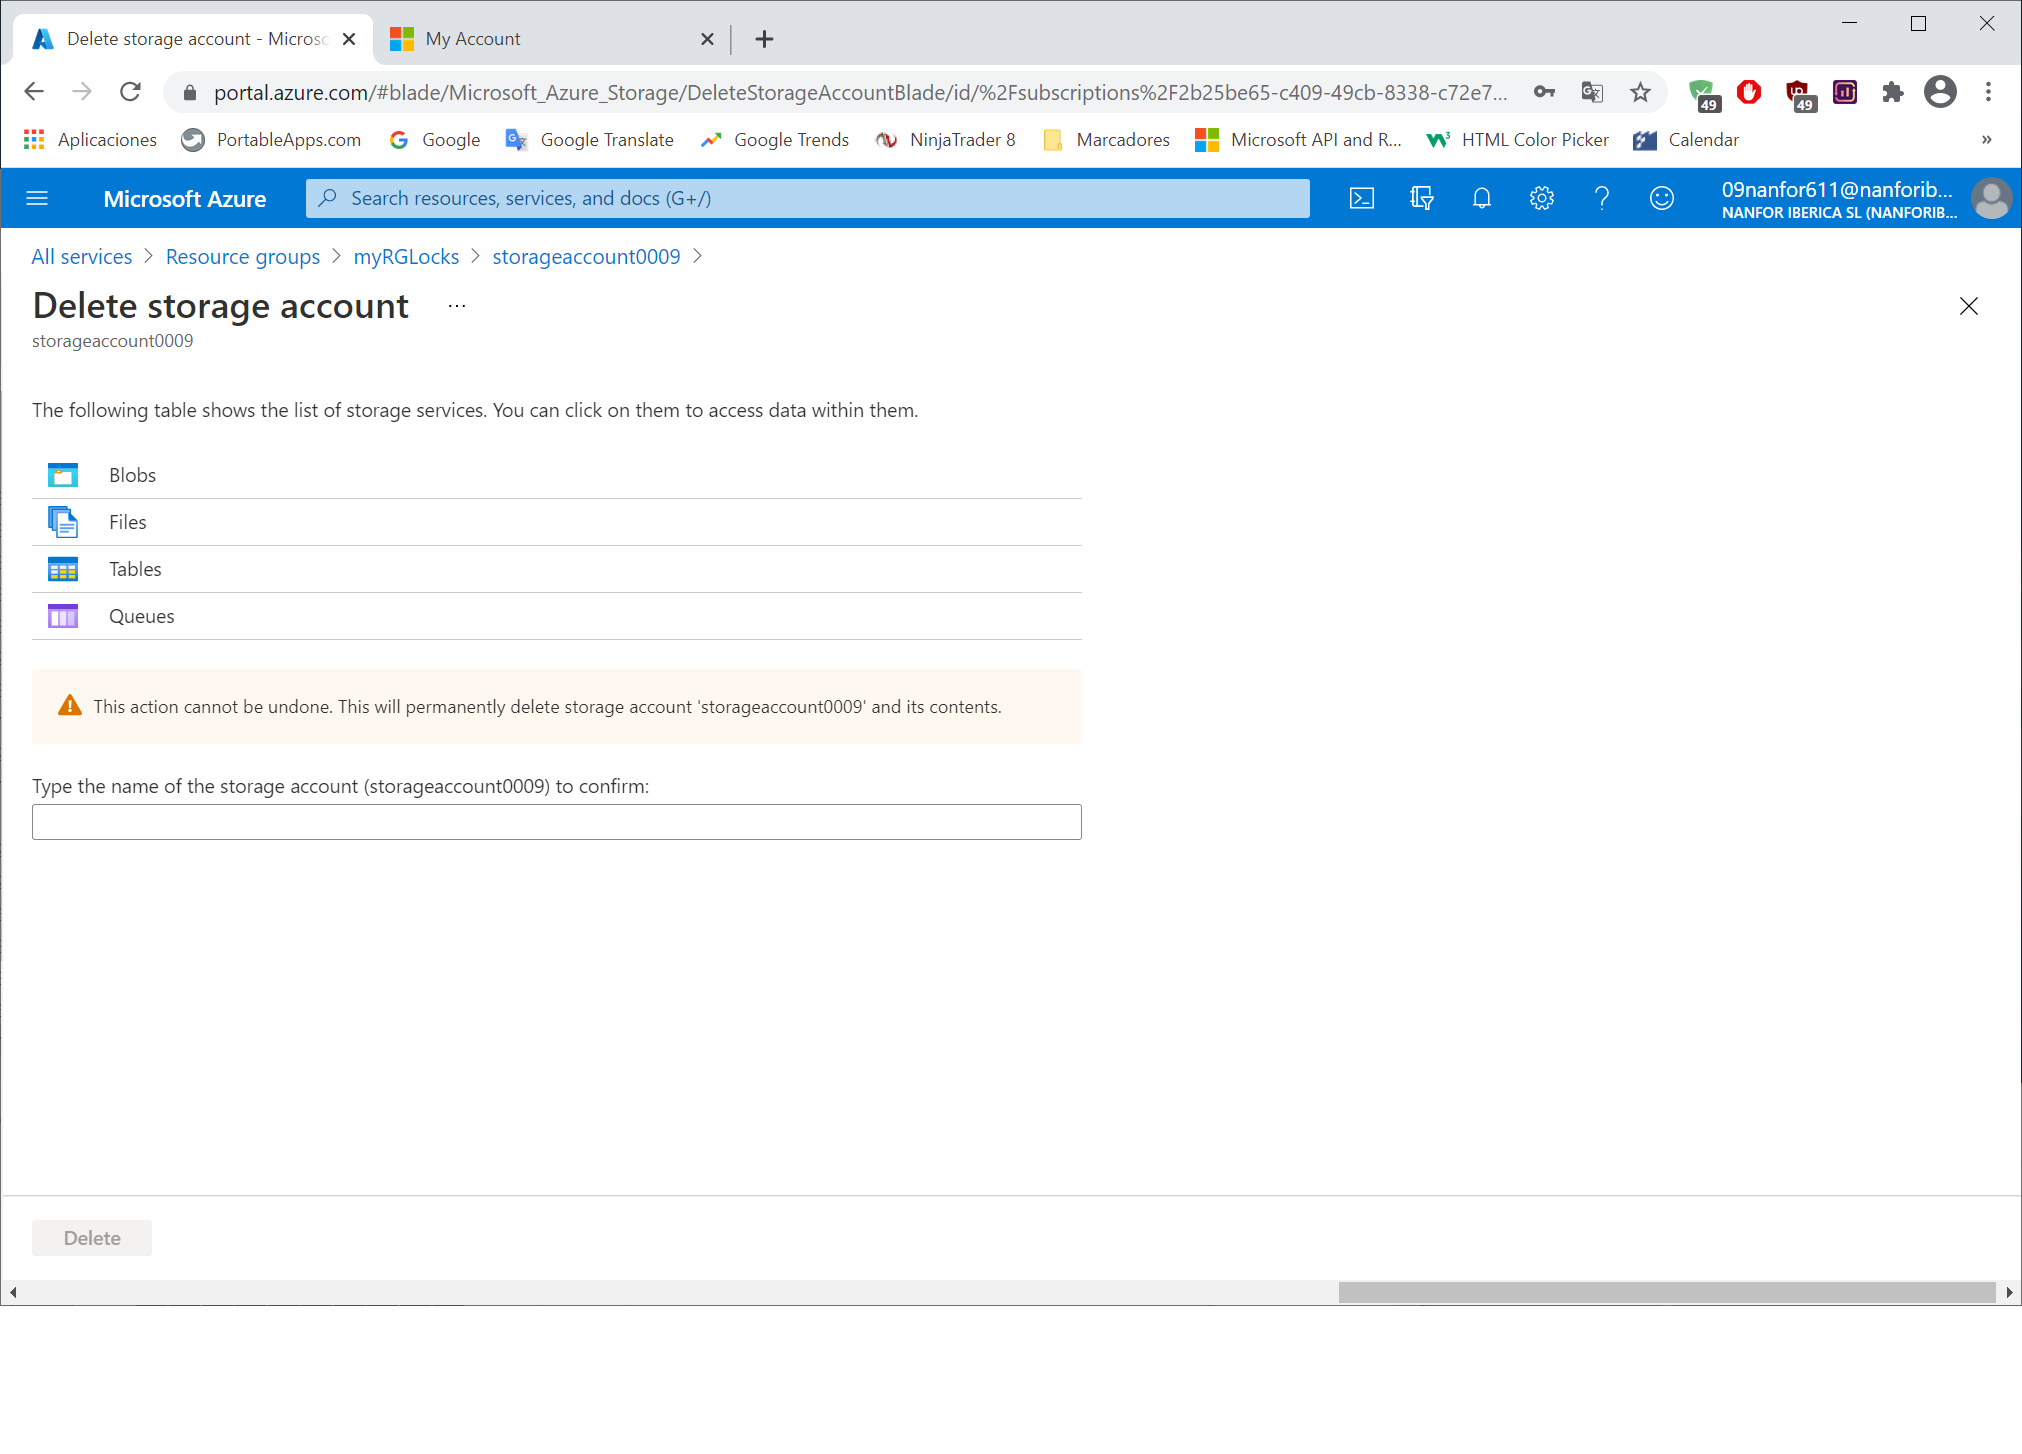 Delete storage account - Microsc
My Account
portal.azure.com/#blade/Microsoft_Azure_Storage/DeleteStorageAccountBlade/id/%2Fsubscriptions%2F2b25be65-c409-49cb-8338-c72e7...
49
49
Aplicaciones
PortableApps.com
Google
Google Translate
Google Trends
NinjaTrader 8
Marcadores
Microsoft API and R...
HTML Color Picker
Calendar
»
Microsoft Azure
Search resources, services, and docs (G+/)
09nanfor611@nanforib...
NANFOR IBERICA SL (NANFORIB...
All services > Resource groups > myRGLocks > storageaccount0009 >
Delete storage account ...
storageaccount0009
The following table shows the list of storage services. You can click on them to access data within them.
Blobs
Files
Tables
Queues
This action cannot be undone. This will permanently delete storage account 'storageaccount0009' and its contents.
Type the name of the storage account (storageaccount0009) to confirm:
Delete